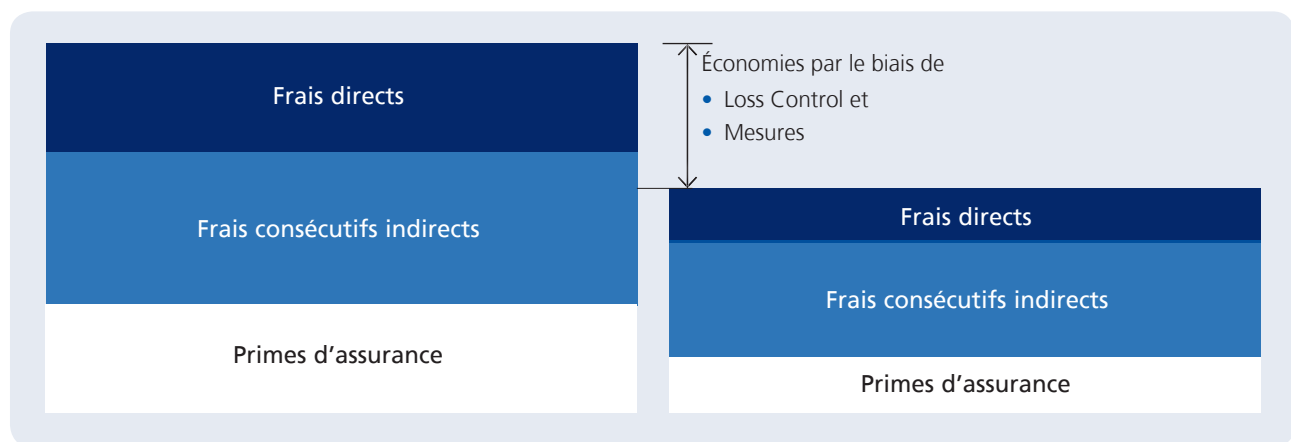 Frais directs
Frais consécutifs indirects
Primes d’assurance
Économies par le biais de
• Loss Control et
• Mesures
Frais directs
Frais consécutifs indirects
Primes d’assurance